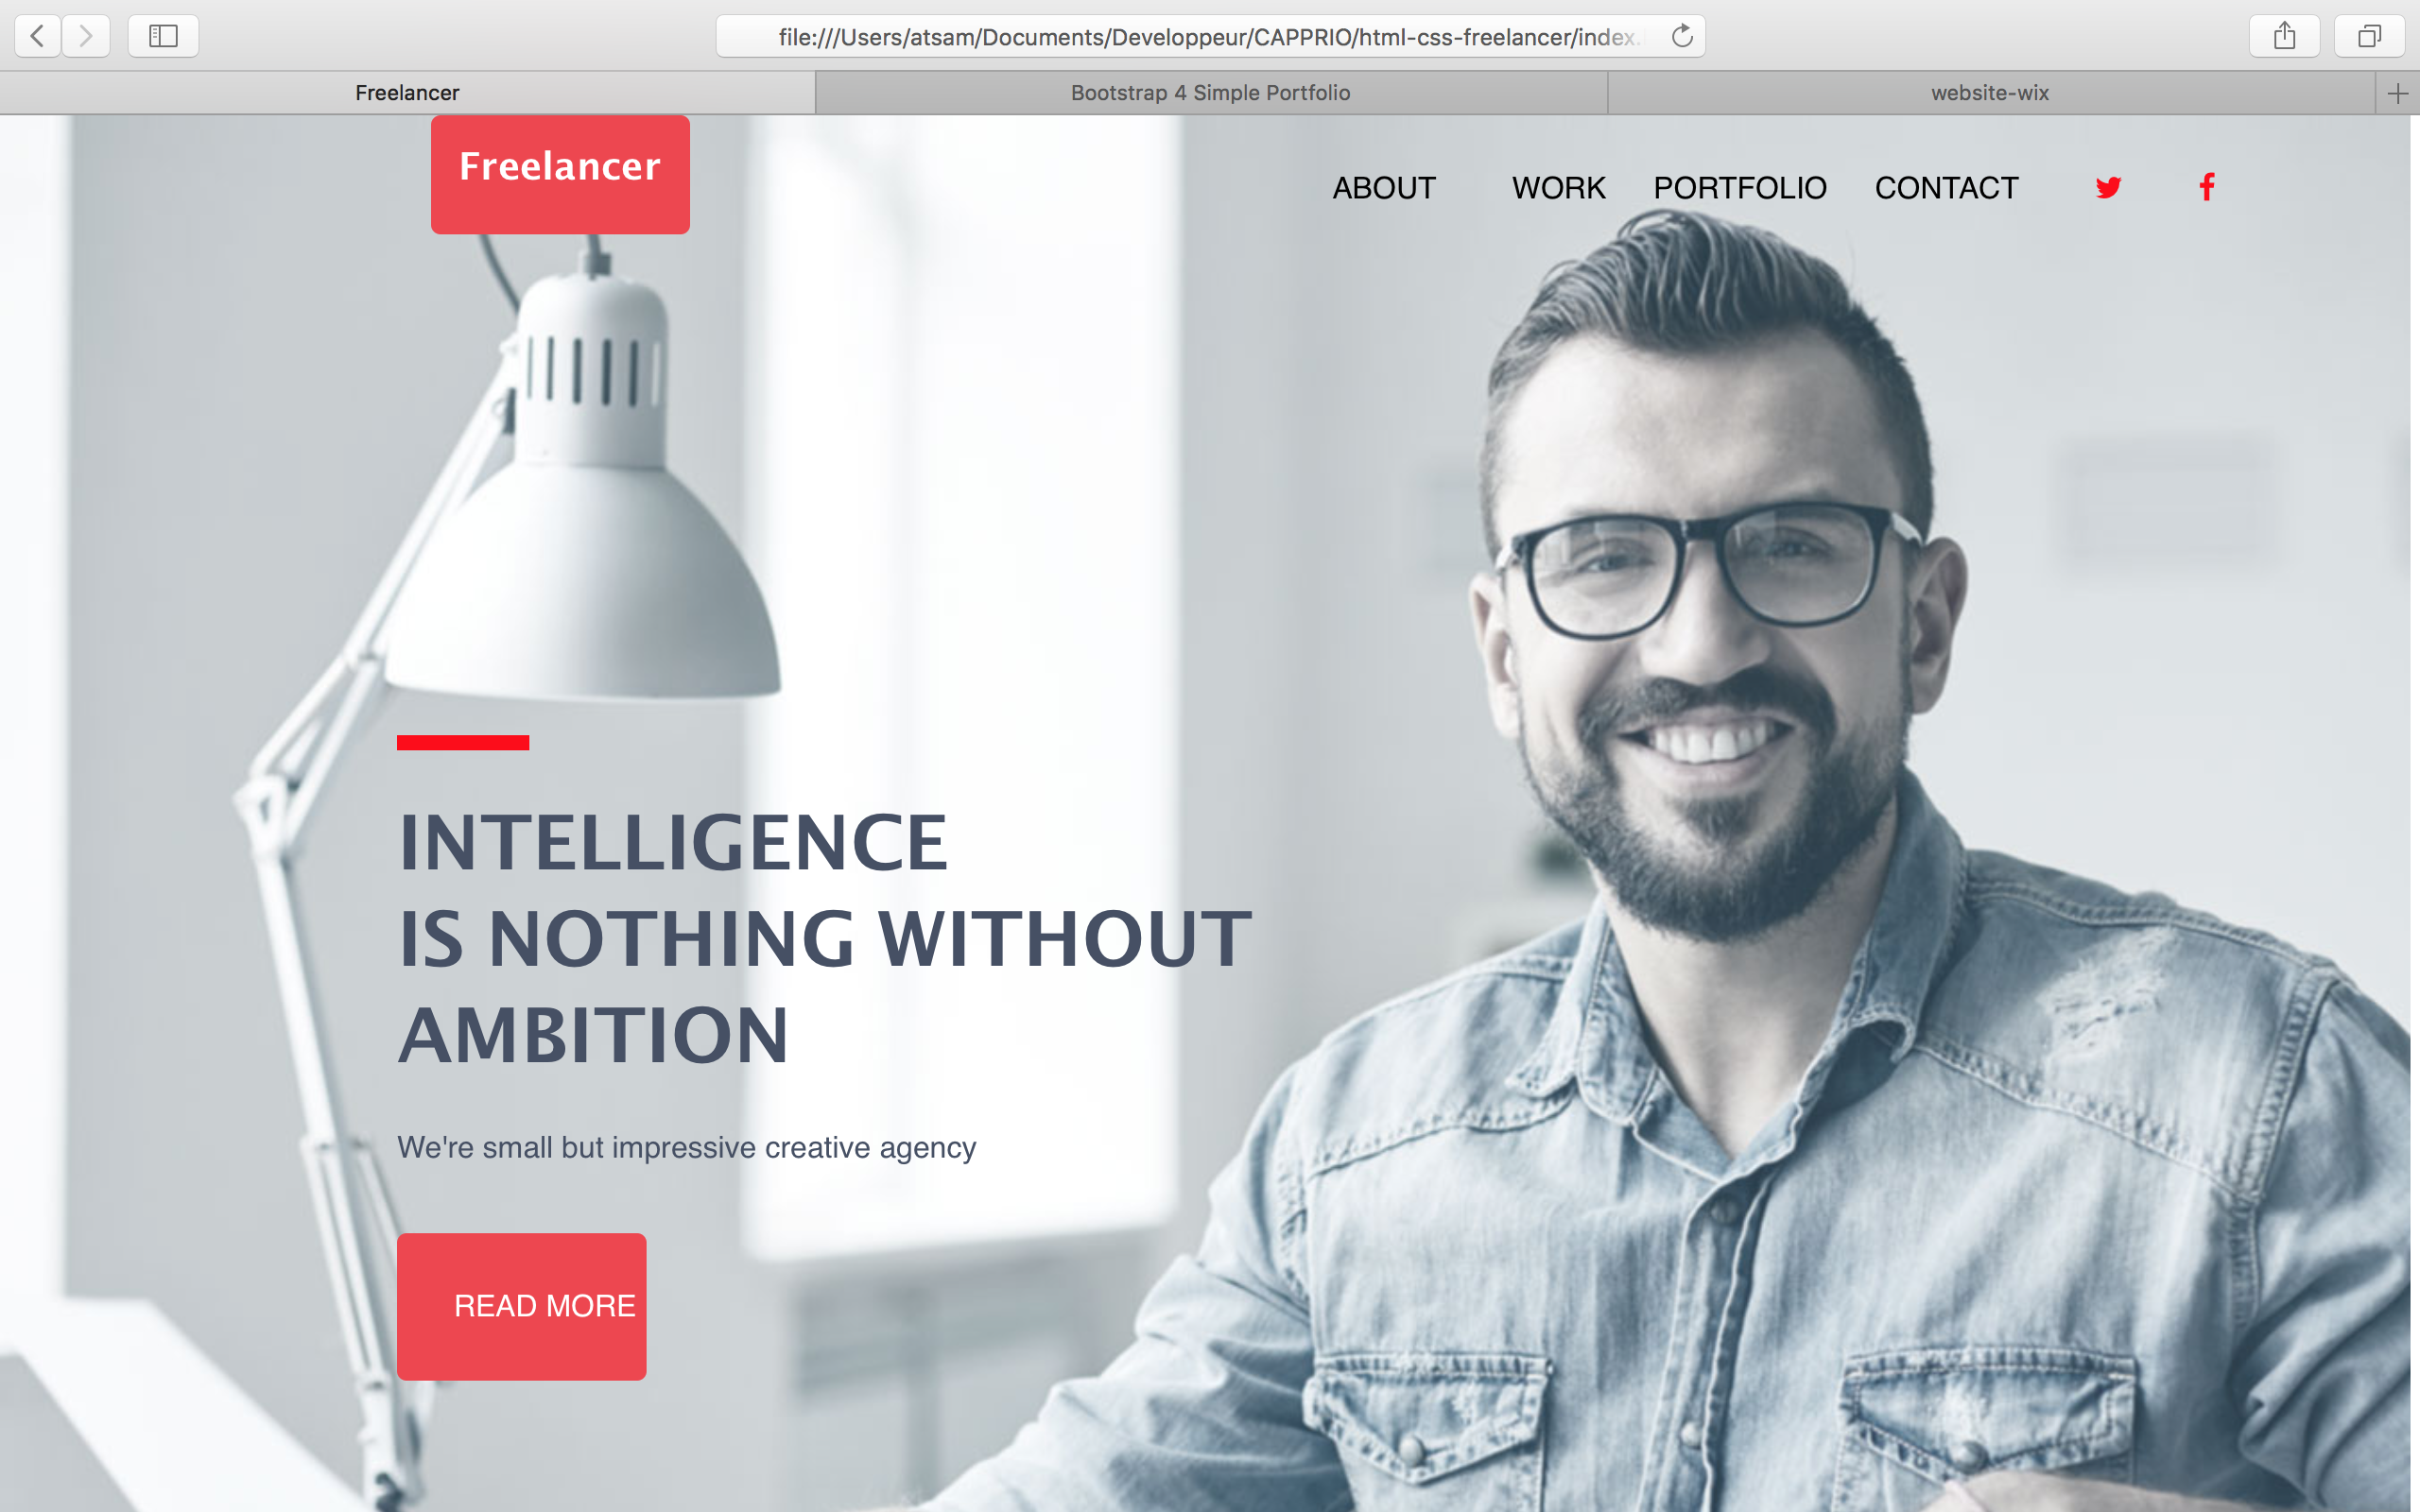 file:///Users/atsam/Documents/Developpeur/CAPPRIO/html-css-freelancer/index.
Freelancer
Bootstrap 4 Simple Portfolio
website-wix
Freelancer
ABOUT
WORK
PORTFOLIO
CONTACT
INTELLIGENCE
IS NOTHING WITHOUT
AMBITION
We're small but impressive creative agency
READ MORE